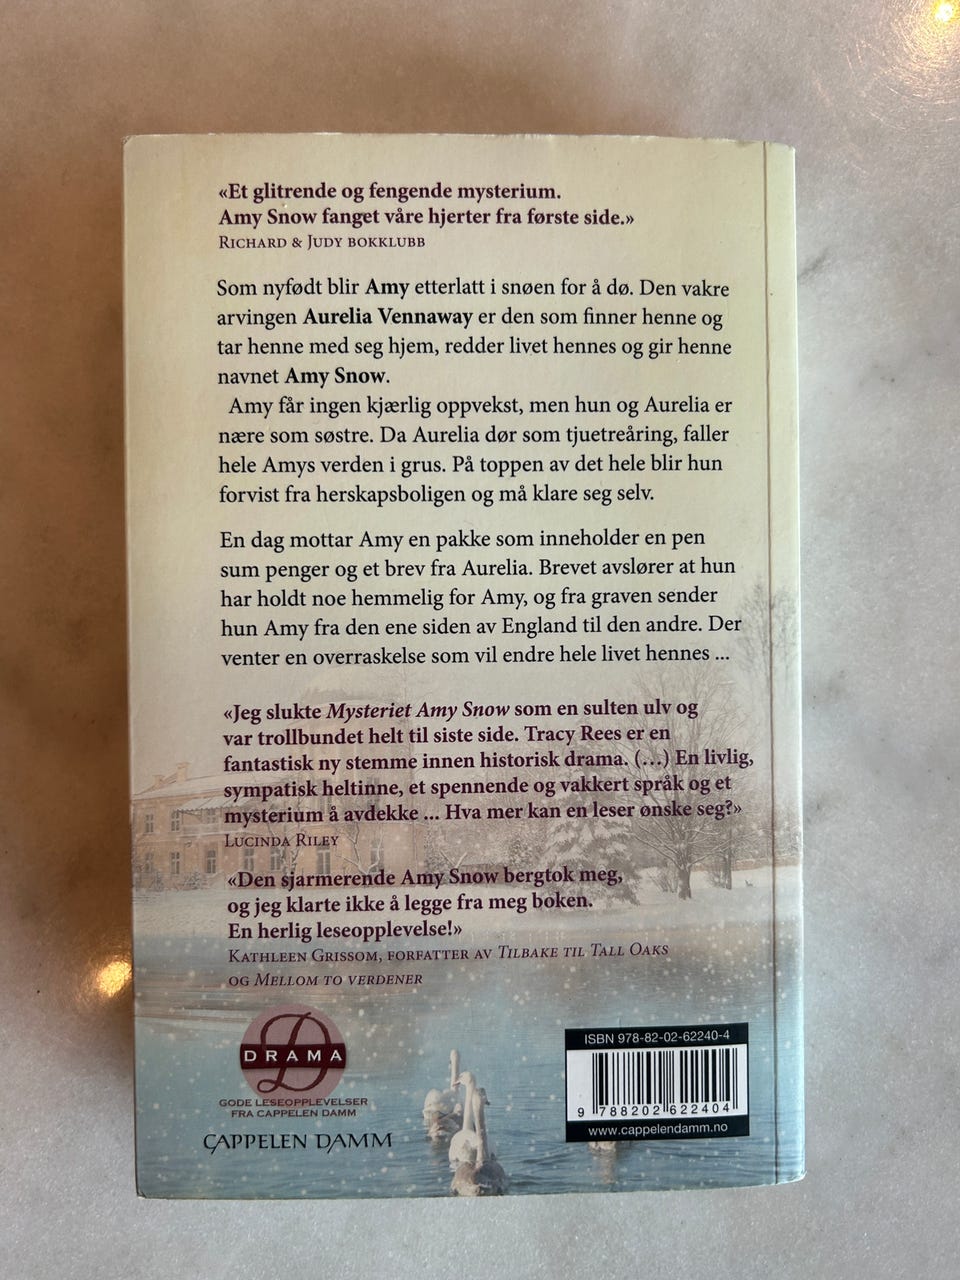 «Et glitrende og fengende mysterium.
Amy Snow fanget våre hjerter fra første side.»
RICHARD & JUDY BOKKLUBB
Som nyfødt blir Amy etterlatt i snøen for å dø. Den vakre
arvingen Aurelia Vennaway er den som finner henne og
tar henne med seg hjem, redder livet hennes og gir henne
navnet Amy Snow.
Amy får ingen kjærlig oppvekst, men hun og Aurelia er
nære som søstre. Da Aurelia dør som tjuetreåring, faller
hele Amys verden i grus. På toppen av det hele blir hun
forvist fra herskapsboligen og må klare seg selv.
En dag mottar Amy en pakke som inneholder en pen
sum penger og et brev fra Aurelia. Brevet avslører at hun
har holdt noe hemmelig for Amy, og fra graven sender
hun Amy fra den ene siden av England til den andre. Der
venter en overraskelse som vil endre hele livet hennes ...
«Jeg slukte Mysteriet Amy Snow som en sulten ulv og
var trollbundet helt til siste side. Tracy Rees er en
fantastisk ny stemme innen historisk drama. (…) En livlig,
sympatisk heltinne, et spennende og vakkert språk og et
mysterium å avdekke ... Hva mer kan en leser ønske seg?»
LUCINDA RILEY
«Den sjarmerende Amy Snow bergtok meg,
og jeg klarte ikke å legge fra meg boken.
En herlig leseopplevelse!»
KATHLEEN GRISSOM, FORFATTER AV TILBAKE TIL TALL OAKS
OG MELLOM TO VERDENER
D
DRAMA
GODE LESEOPPLEVELSER
FRA CAPPELEN DAMM
CAPPELEN DAMM
ISBN 978-82-02-62240-4
9 788202 622404
www.cappelendamm.no